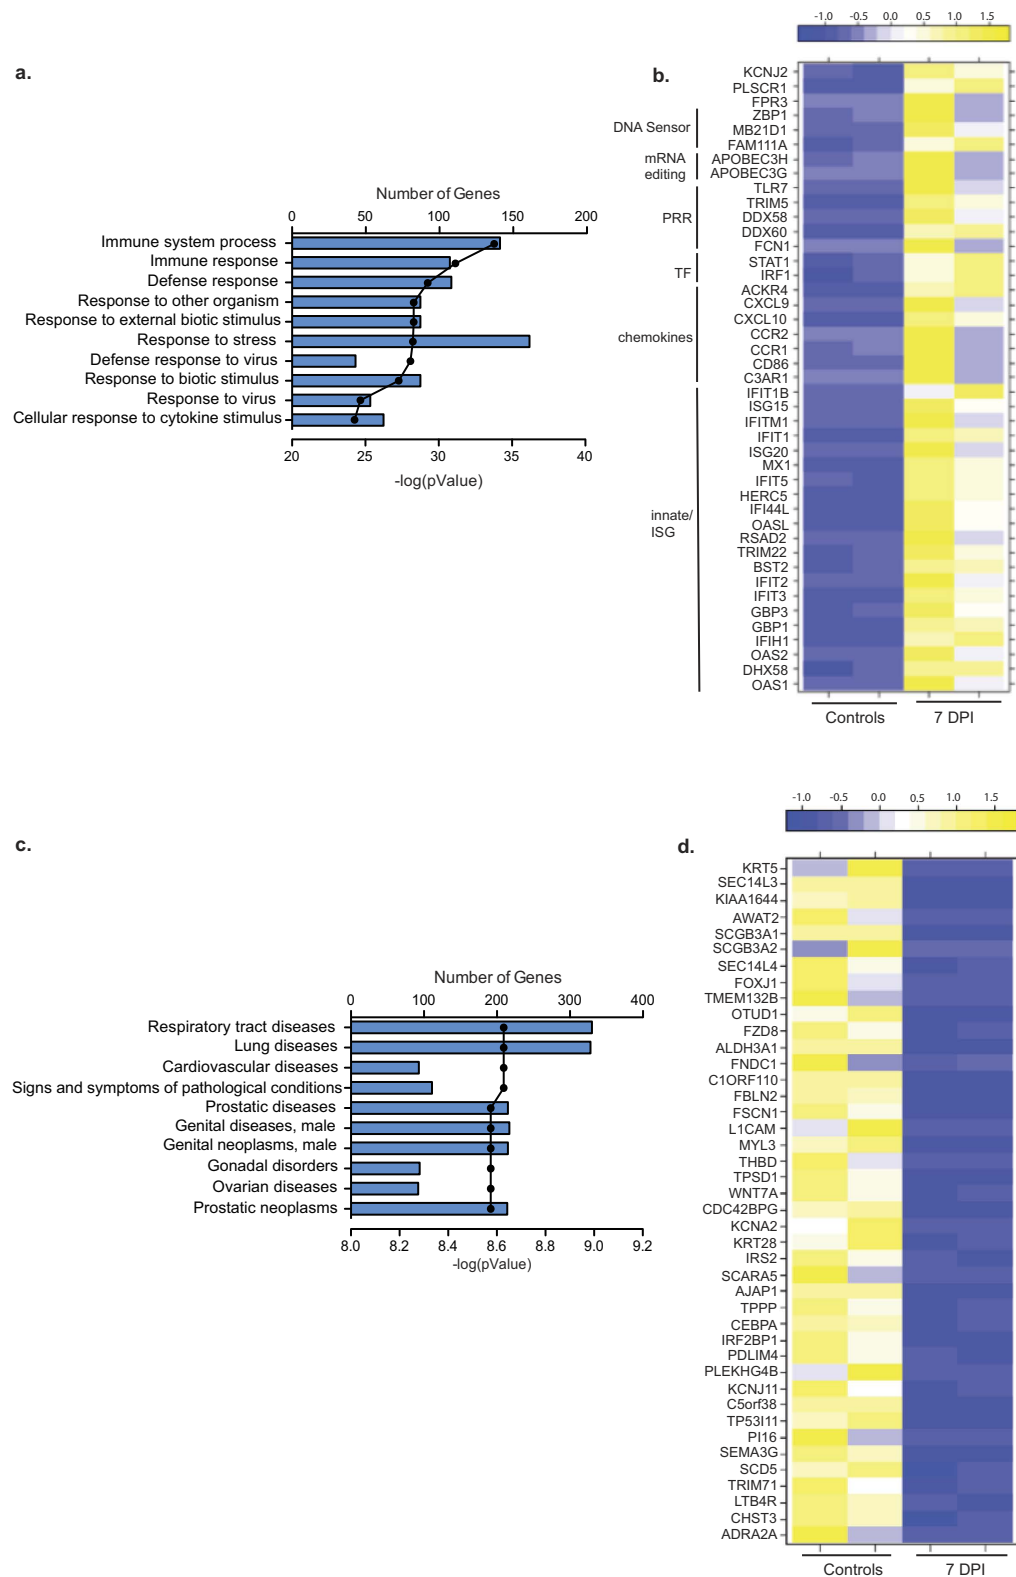 a.
Number of Genes
0 50 100 150 200
Immune system process
Immune response
Defense response
Response to other organism
Response to external biotic stimulus
Response to stress
Defense response to virus
Response to biotic stimulus
Response to virus
Cellular response to cytokine stimulus
20 25 30 35 40
-log(pValue)
b.
-1.0 -0.5 0.0 0.5 1.0 1.5
KCNJ2
PLSCR1
FPR3
ZBP1
DNA Sensor
MB21D1
FAM111A
mRNA
editing
APOBEC3H
APOBEC3G
TLR7
TRIM5
PRR
DDX58
DDX60
FCN1
STAT1
TF
IRF1
ACKR4
CXCL9
CXCL10
chemokines
CCR2
CCR1
CD86
C3AR1
IFIT1B
ISG15
IFITM1
IFIT1
ISG20
MX1
IFIT5
HERC5
IFI44L
innate/
ISG
OASL
RSAD2
TRIM22
BST2
IFIT2
IFIT3
GBP3
GBP1
IFIH1
OAS2
DHX58
OAS1
Controls 7 DPI
c.
Number of Genes
0 100 200 300 400
Respiratory tract diseases
Lung diseases
Cardiovascular diseases
Signs and symptoms of pathological conditions
Prostatic diseases
Genital diseases, male
Genital neoplasms, male
Gonadal disorders
Ovarian diseases
Prostatic neoplasms
8.0 8.2 8.4 8.6 8.8 9.0 9.2
-log(pValue)
d.
-1.0 -0.5 0.0 0.5 1.0 1.5
KRT5
SEC14L3
KIAA1644
AWAT2
SCGB3A1
SCGB3A2
SEC14L4
FOXJ1
TMEM132B
OTUD1
FZD8
ALDH3A1
FNDC1
C1ORF110
FBLN2
FSCN1
L1CAM
MYL3
THBD
TPSD1
WNT7A
CDC42BPG
KCNA2
KRT28
IRS2
SCARA5
AJAP1
TPPP
CEBPA
IRF2BP1
PDLIM4
PLEKHG4B
KCNJ11
C5orf38
TP53I11
PI16
SEMA3G
SCD5
TRIM71
LTB4R
CHST3
ADRA2A
Controls 7 DPI